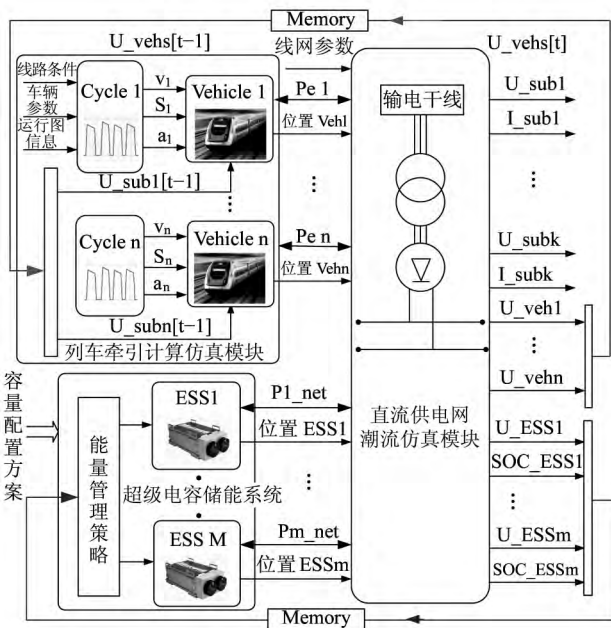 Memory
U_vehs[t−1]
线网参数
U_vehs[t]
线路条件
车辆
参数
运行图
信息
Cycle 1
v₁
S₁
a₁
Vehicle 1
Pe 1
位置 Vehl
U_sub1[t−1]
Cycle n
vₙ
Sₙ
aₙ
Vehicle n
Pe n
位置 Vehn
U_subn[t−1]
列车牵引计算仿真模块
输电干线
直流供电网
潮流仿真模块
U_sub1
I_sub1
U_subk
I_subk
U_veh1
U_vehn
容量配置方案
能量管理策略
ESS1
P1_net
位置 ESS1
超级电容储能系统
ESS M
Pm_net
位置 ESSm
U_ESS1
SOC_ESS1
U_ESSm
SOC_ESSm
Memory